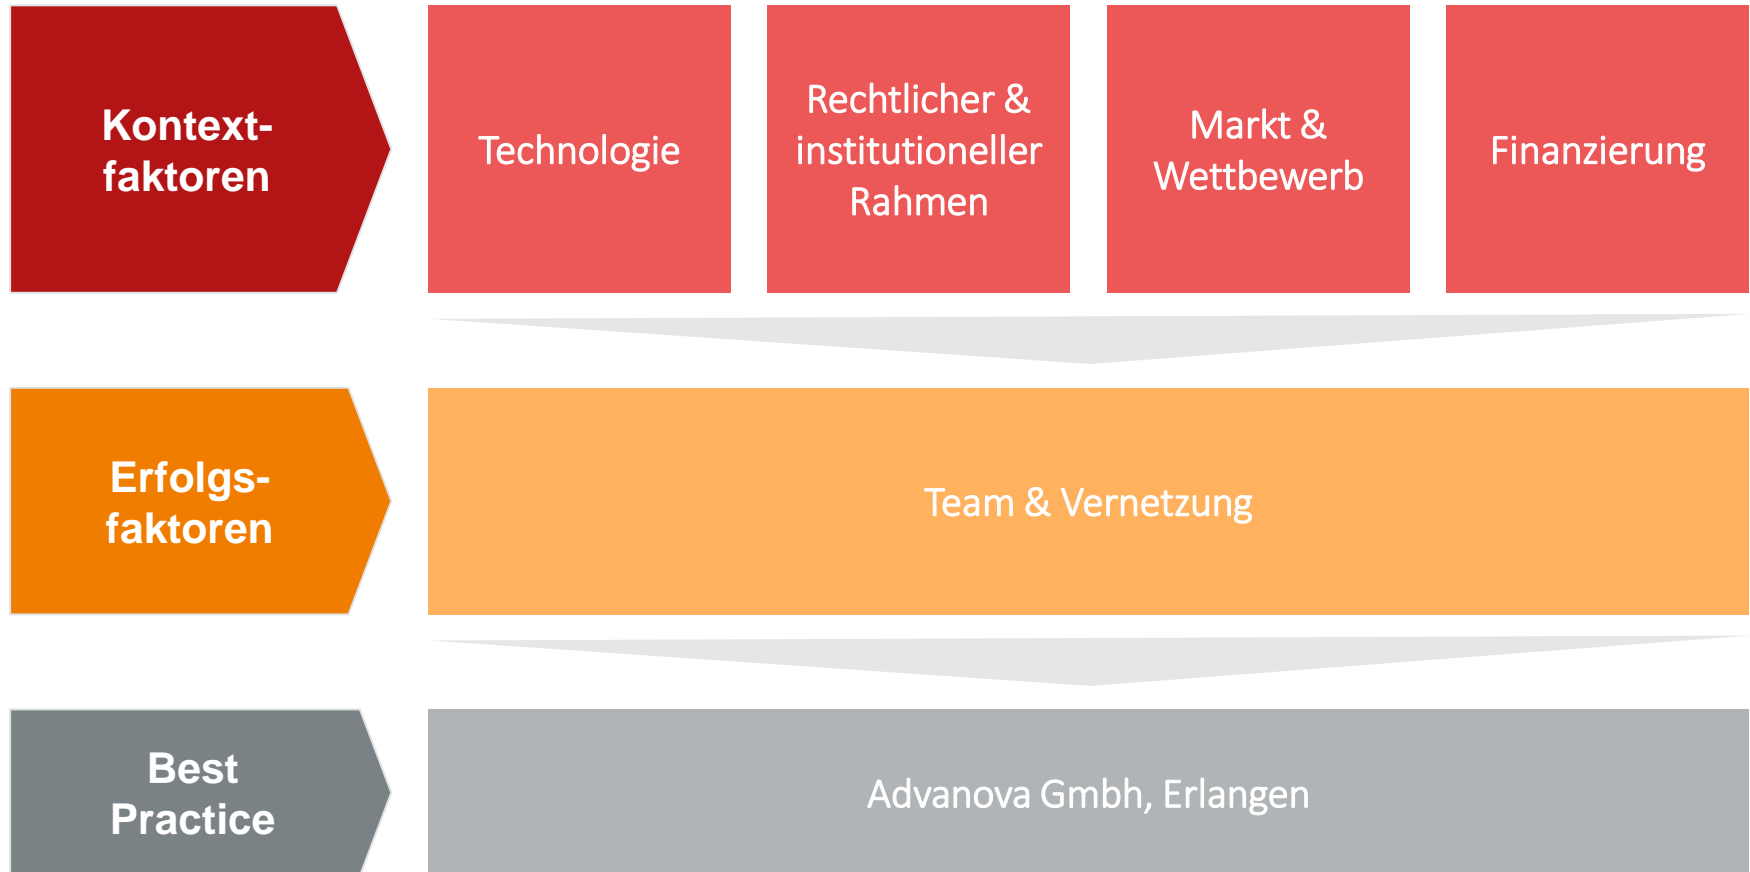 Kontext-
faktoren
Technologie
Rechtlicher &
institutioneller
Rahmen
Markt &
Wettbewerb
Finanzierung
Erfolgs-
faktoren
Team & Vernetzung
Best
Practice
Advanova Gmbh, Erlangen